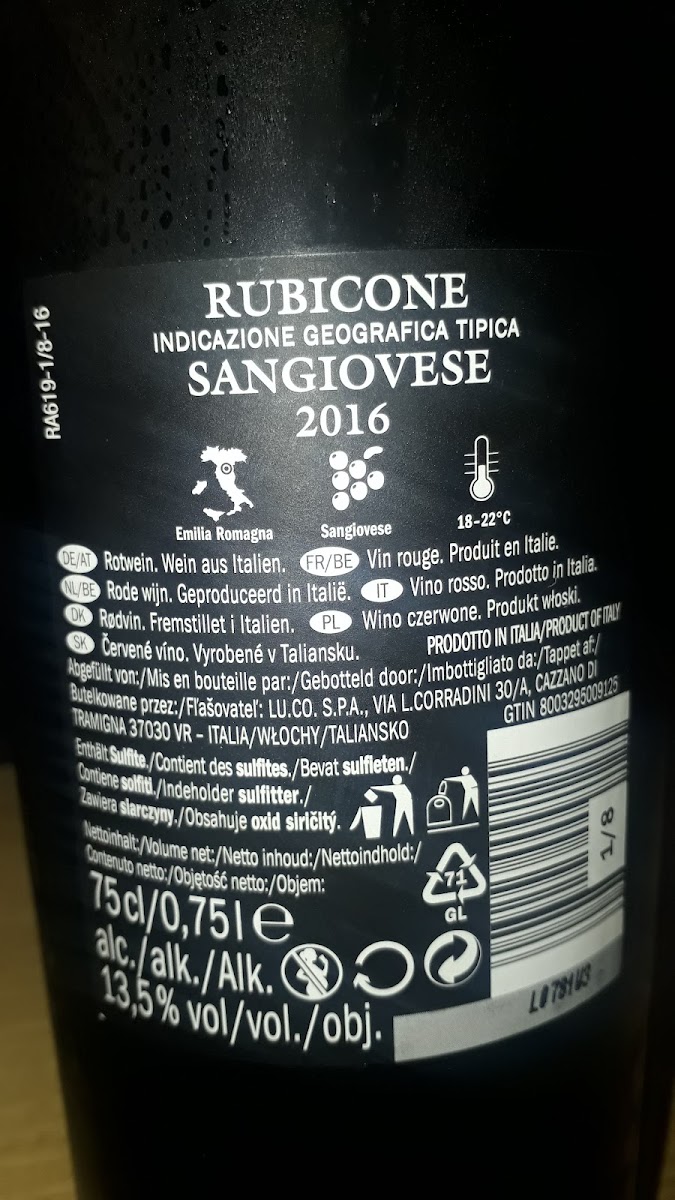 RUBICONE
INDICAZIONE GEOGRAFICA TIPICA
SANGIOVESE
2016
RA619-1/8-16
Emilia Romagna
Sangiovese
18-22°C
DE/AT Rotwein. Wein aus Italien. FR/BE Vin rouge. Produit en Italie.
NL/BE Rode wijn. Geproduceerd in Italië. IT Vino rosso. Prodotto in Italia.
DK Rødvin. Fremstillet i Italien. PL Wino czerwone. Produkt włoski.
SK Červené víno. Vyrobené v Taliansku. PRODOTTO IN ITALIA/PRODUCT OF ITALY
Abgefüllt von:/Mis en bouteille par:/Gebotteld door:/Imbottigliato da:/Tappet af:/
Butelkowane przez:/Fľašovateľ: LU.CO. S.P.A., VIA L.CORRADINI 30/A, CAZZANO DI
TRAMIGNA 37030 VR – ITALIA/WŁOCHY/TALIANSKO
GTIN 8003295009125
Enthält Sulfite./Contient des sulfites./Bevat sulfieten./
Contiene solfiti./Indeholder sulfitter./
Zawiera siarczyny./Obsahuje oxid siričitý.
Nettoinhalt:/Volume net:/Netto inhoud:/Nettoindhold:/
Contenuto netto:/Objętość netto:/Objem:
75cl/0,75l e
alc./alk./Alk.
13,5% vol/vol./obj.
71
GL
1/8
L0781U3